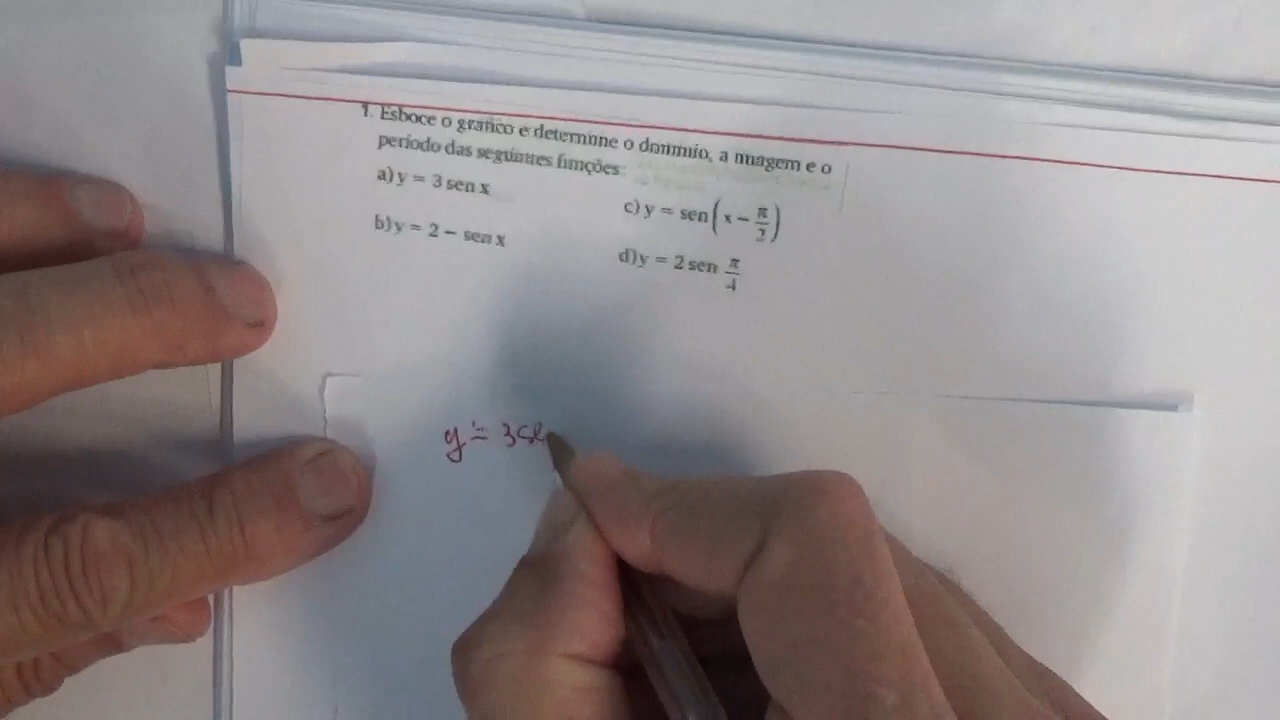 1. Esboce o gráfico e determine o domínio, a imagem e o
período das seguintes funções:
a) y = 3 sen x
b) y = 2 − sen x
c) y = sen(x − π/2)
d) y = 2 sen π/4
y = 3se